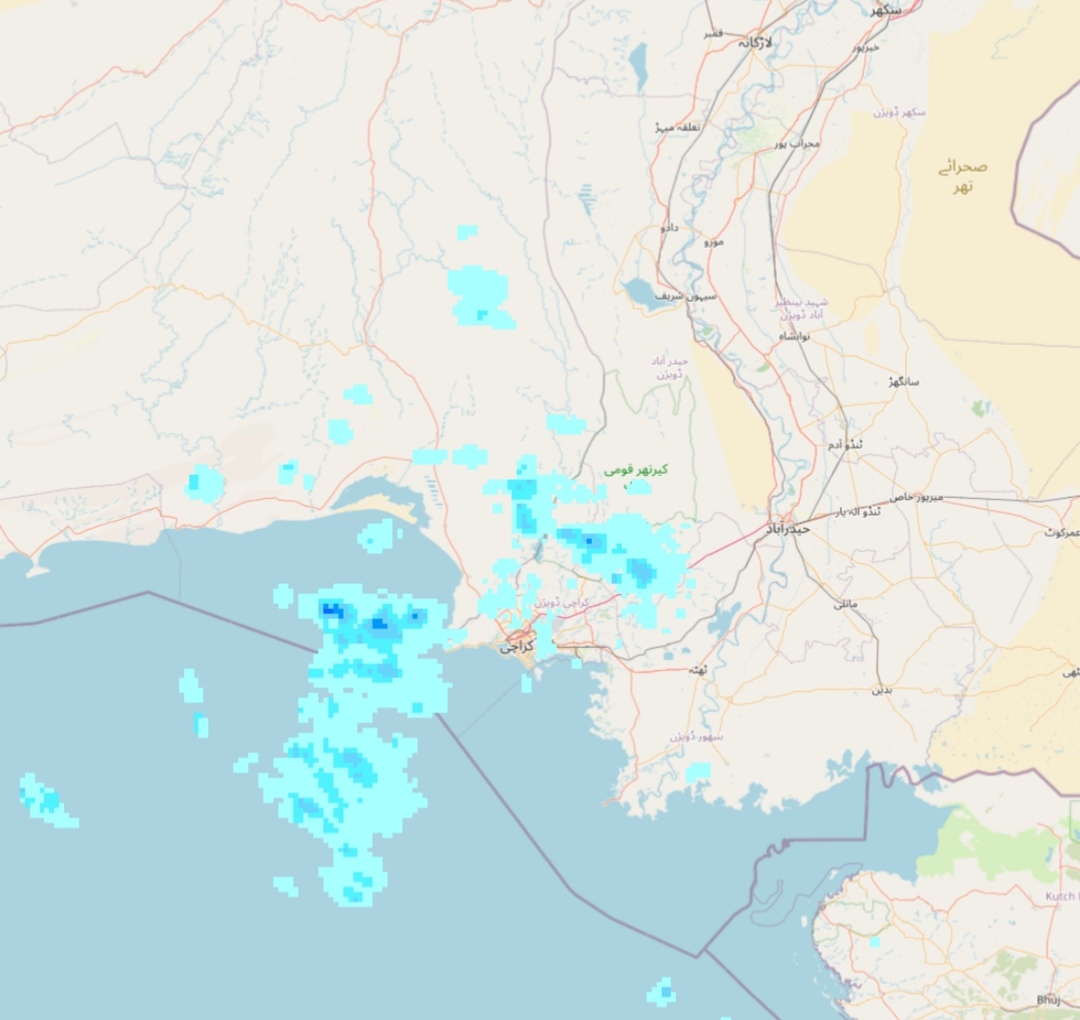 سکھر
قمبر
لاڑکانہ
خیرپور
سکھر ڈویژن
تعلقہ میہڑ
محراب پور
صحرائے
تھر
دادو
مورو
سیہون شریف
شہید بینظیر
آباد ڈویژن
نوابشاہ
حیدر آباد
ڈویژن
سانگھڑ
ٹنڈو آدم
کیرتھر قومی
میرپور خاص
ٹنڈو الہ یار
حیدرآباد
عمرکوٹ
کراچی ڈویژن
ماتلی
کراچی
ٹھٹہ
بدین
بنبھور ڈویژن
Kutch
Bhuj